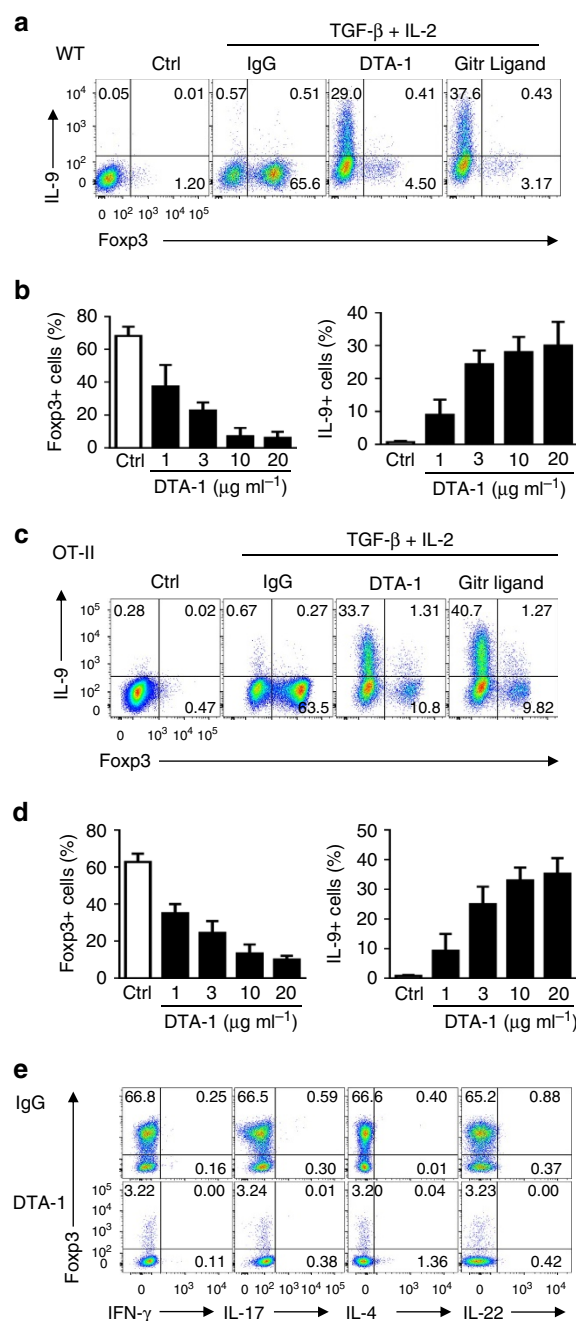 a
TGF-β + IL-2
WT
Ctrl IgG DTA-1 Gitr Ligand
10⁴ 0.05 0.01 0.57 0.51 29.0 0.41 37.6 0.43
10³
10²
0
1.20 65.6 4.50 3.17
IL-9
0 10² 10³ 10⁴ 10⁵
Foxp3
b
Foxp3+ cells (%)
80
60
40
20
0
Ctrl 1 3 10 20
DTA-1 (μg ml⁻¹)
IL-9+ cells (%)
40
30
20
10
0
Ctrl 1 3 10 20
DTA-1 (μg ml⁻¹)
c
TGF-β + IL-2
OT-II
Ctrl IgG DTA-1 Gitr ligand
10⁵ 0.28 0.02 0.67 0.27 33.7 1.31 40.7 1.27
10⁴
10³
10²
0
0.47 63.5 10.8 9.82
IL-9
0 10³ 10⁴ 10⁵
Foxp3
d
Foxp3+ cells (%)
80
60
40
20
0
Ctrl 1 3 10 20
DTA-1 (μg ml⁻¹)
IL-9+ cells (%)
50
40
30
20
10
0
Ctrl 1 3 10 20
DTA-1 (μg ml⁻¹)
e
IgG
66.8 0.25 66.5 0.59 66.6 0.40 65.2 0.88
0.16 0.30 0.01 0.37
DTA-1
10⁵ 3.22 0.00 3.24 0.01 3.20 0.04 3.23 0.00
10⁴
10³
10²
0
0.11 0.38 1.36 0.42
Foxp3
0 10³ 10⁴ 0 10² 10³ 10⁴ 10⁵ 0 10³ 10⁴ 0 10³ 10⁴
IFN-γ IL-17 IL-4 IL-22